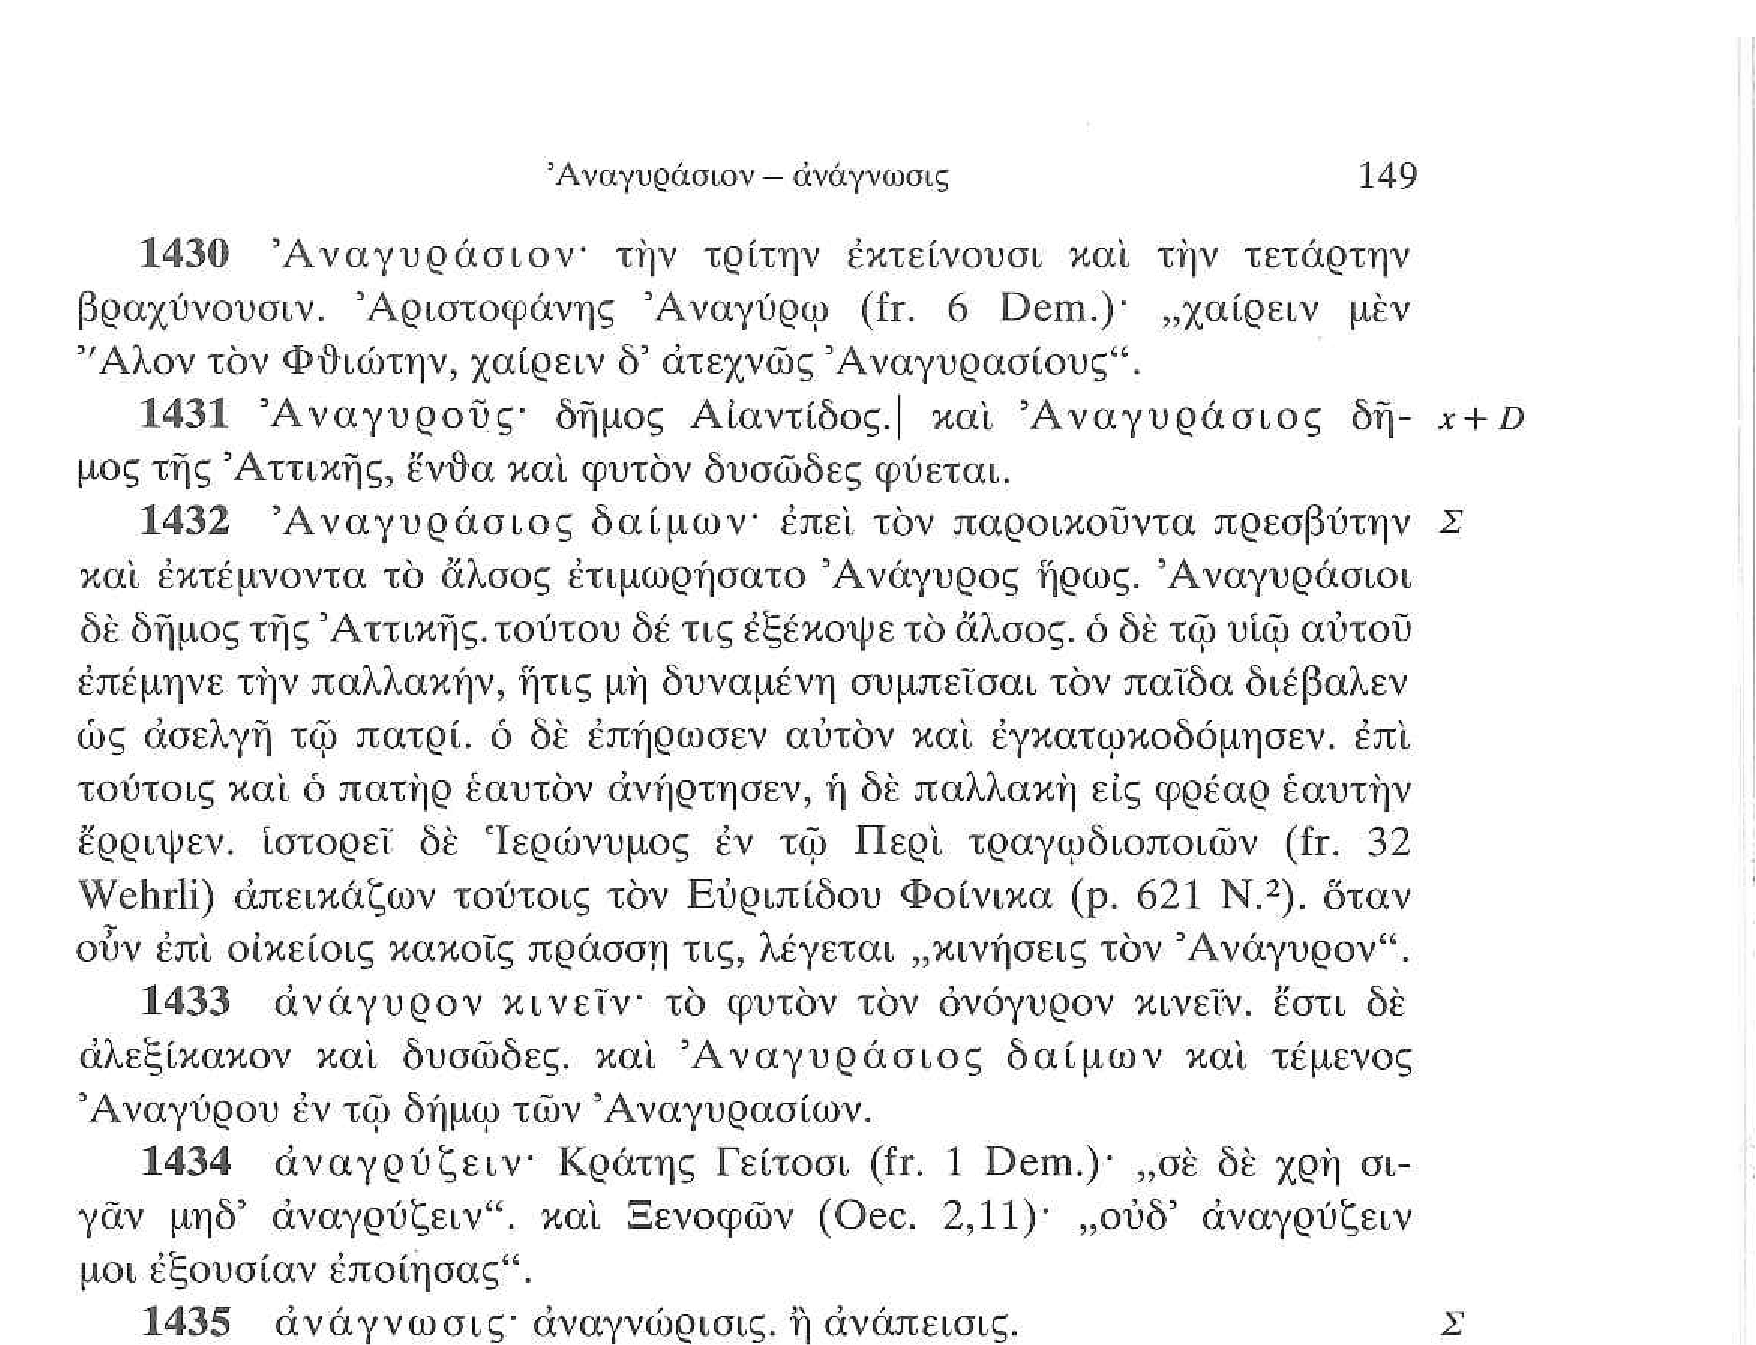 Ἀναγυράσιον – ἀνάγνωσις 149
1430 Ἀναγυράσιον· τὴν τρίτην ἐκτείνουσι καὶ τὴν τετάρτην
βραχύνουσιν. Ἀριστοφάνης Ἀναγύρῳ (fr. 6 Dem.)· „χαίρειν μὲν
Ἄλον τὸν Φθιώτην, χαίρειν δ’ ἀτεχνῶς Ἀναγυρασίους“.
1431 Ἀναγυροῦς· δῆμος Αἰαντίδος.| καὶ Ἀναγυράσιος δῆ- x + D
μος τῆς Ἀττικῆς, ἔνθα καὶ φυτὸν δυσῶδες φύεται.
1432 Ἀναγυράσιος δαίμων· ἐπεὶ τὸν παροικοῦντα πρεσβύτην Σ
καὶ ἐκτέμνοντα τὸ ἄλσος ἐτιμωρήσατο Ἀνάγυρος ἥρως. Ἀναγυράσιοι
δὲ δῆμος τῆς Ἀττικῆς. τούτου δέ τις ἐξέκοψε τὸ ἄλσος. ὁ δὲ τῷ υἱῷ αὐτοῦ
ἐπέμηνε τὴν παλλακήν, ἥτις μὴ δυναμένη συμπεῖσαι τὸν παῖδα διέβαλεν
ὡς ἀσελγῆ τῷ πατρί. ὁ δὲ ἐπήρωσεν αὐτὸν καὶ ἐγκατῳκοδόμησεν. ἐπὶ
τούτοις καὶ ὁ πατὴρ ἑαυτὸν ἀνήρτησεν, ἡ δὲ παλλακὴ εἰς φρέαρ ἑαυτὴν
ἔρριψεν. ἱστορεῖ δὲ Ἱερώνυμος ἐν τῷ Περὶ τραγῳδιοποιῶν (fr. 32
Wehrli) ἀπεικάζων τούτοις τὸν Εὐριπίδου Φοίνικα (p. 621 N.²). ὅταν
οὖν ἐπὶ οἰκείοις κακοῖς πράσσῃ τις, λέγεται „κινήσεις τὸν Ἀνάγυρον“.
1433 ἀνάγυρον κινεῖν· τὸ φυτὸν τὸν ὀνόγυρον κινεῖν. ἔστι δὲ
ἀλεξίκακον καὶ δυσῶδες. καὶ Ἀναγυράσιος δαίμων καὶ τέμενος
Ἀναγύρου ἐν τῷ δήμῳ τῶν Ἀναγυρασίων.
1434 ἀναγρύζειν· Κράτης Γείτοσι (fr. 1 Dem.)· „σὲ δὲ χρὴ σι-
γᾶν μηδ’ ἀναγρύζειν“. καὶ Ξενοφῶν (Oec. 2,11)· „οὐδ’ ἀναγρύζειν
μοι ἐξουσίαν ἐποίησας“.
1435 ἀνάγνωσις· ἀναγνώρισις. ἢ ἀνάπεισις. Σ